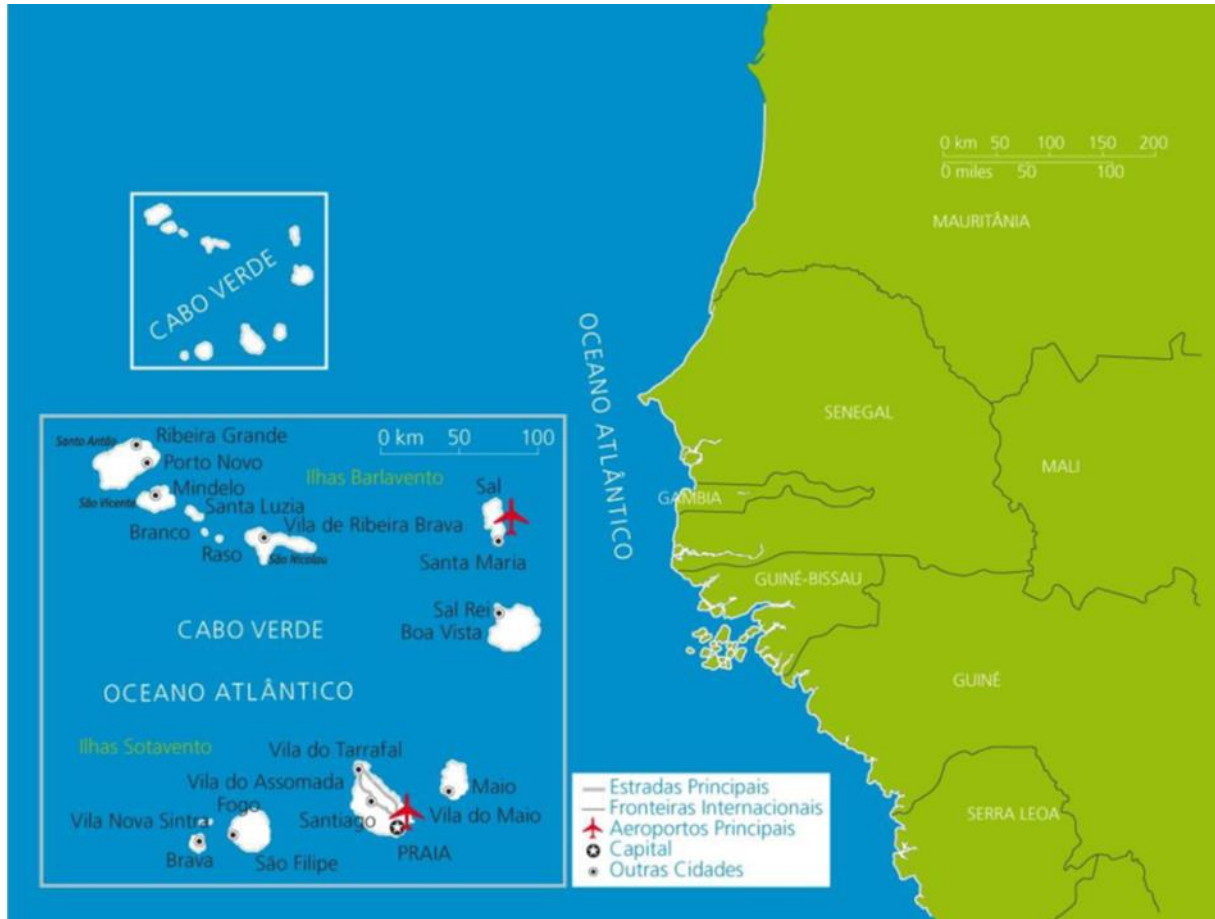 0 km 50 100 150 200
0 miles 50 100
MAURITÂNIA
CABO VERDE
OCEANO ATLÂNTICO
SENEGAL
MALI
GAMBIA
GUINÉ-BISSAU
GUINÉ
SERRA LEOA
0 km 50 100
Santo Antão
Ribeira Grande
Porto Novo
Mindelo
São Vicente
Ilhas Barlavento
Sal
Santa Luzia
Branco
Vila de Ribeira Brava
Raso
São Nicolau
Santa Maria
Sal Rei
Boa Vista
CABO VERDE
OCEANO ATLÂNTICO
Ilhas Sotavento
Vila do Tarrafal
Vila do Assomada
Maio
Fogo
Vila Nova Sintra
Santiago
Vila do Maio
Brava
São Filipe
PRAIA
Estradas Principais
Fronteiras Internacionais
Aeroportos Principais
Capital
Outras Cidades